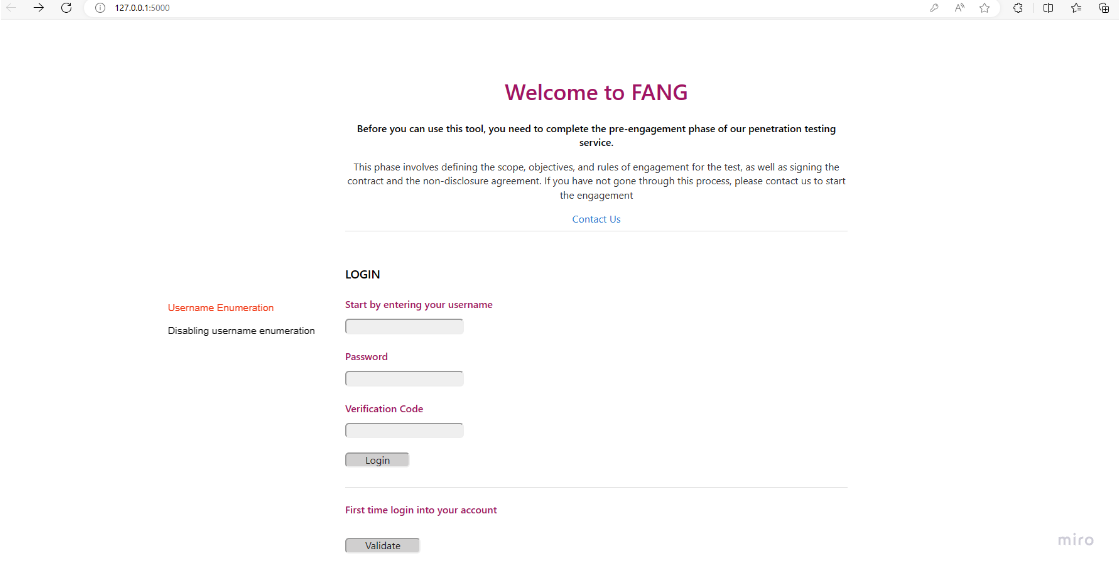 127.0.0.1:5000
Welcome to FANG
Before you can use this tool, you need to complete the pre-engagement phase of our penetration testing
service.
This phase involves defining the scope, objectives, and rules of engagement for the test, as well as signing the
contract and the non-disclosure agreement. If you have not gone through this process, please contact us to start
the engagement
Contact Us
LOGIN
Username Enumeration
Start by entering your username
Disabling username enumeration
Password
Verification Code
Login
First time login into your account
Validate
miro